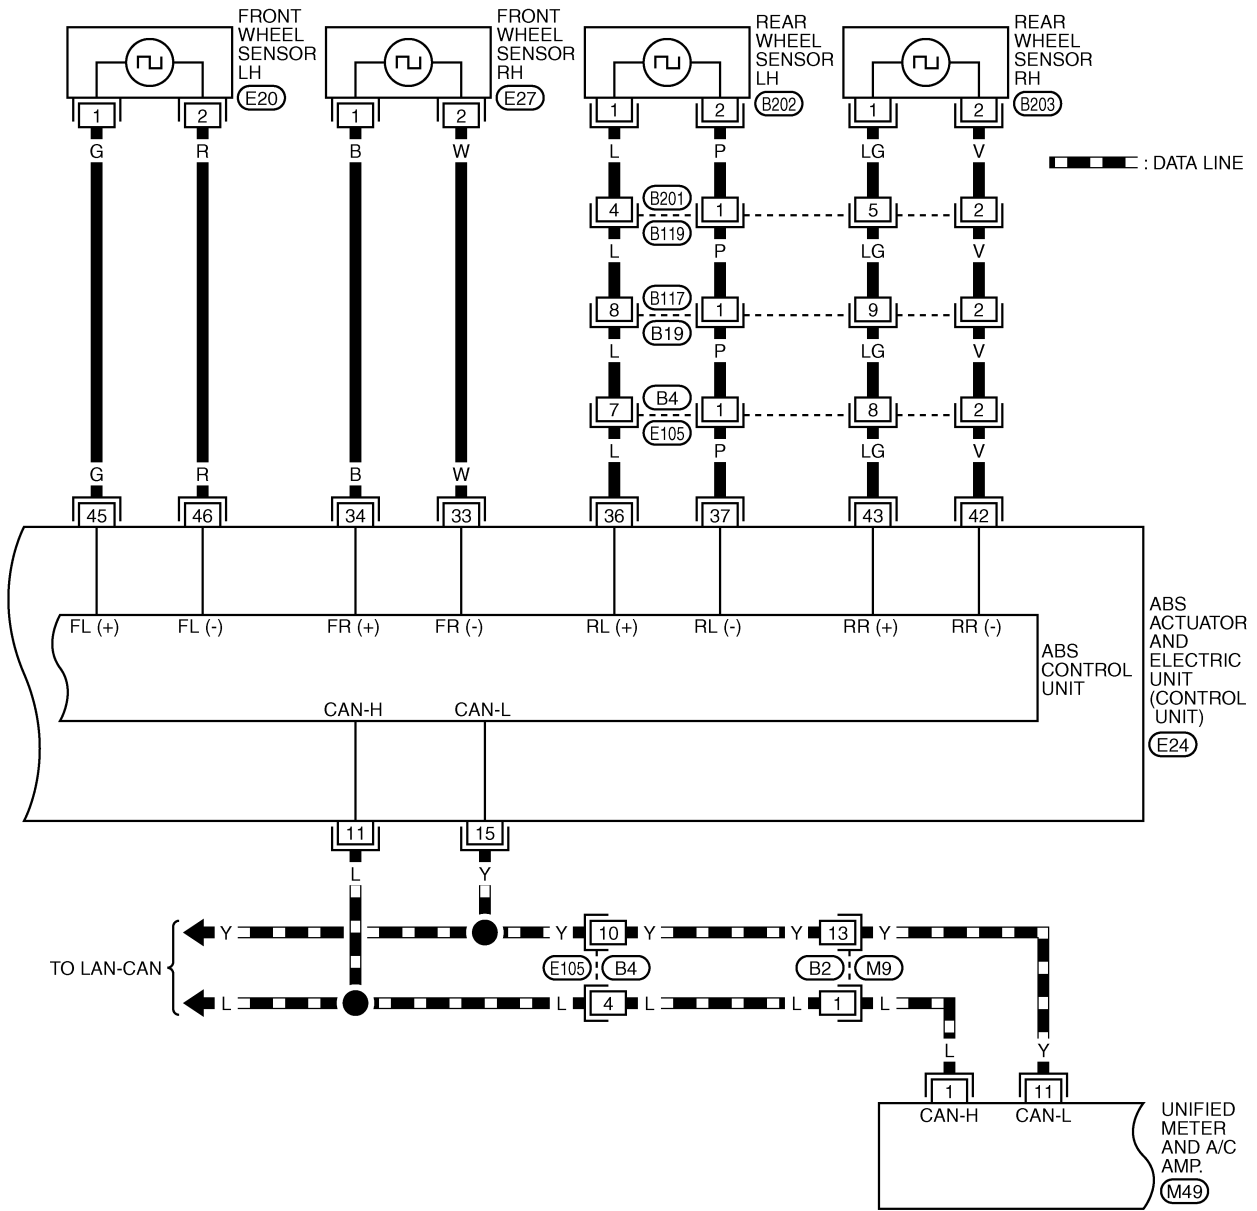 FRONT
WHEEL
SENSOR
LH
E20
FRONT
WHEEL
SENSOR
RH
E27
REAR
WHEEL
SENSOR
LH
B202
REAR
WHEEL
SENSOR
RH
B203
1 2 1 2 1 2 1 2
G R B W L P LG V
: DATA LINE
B201
4 1 5 2
B119
L P LG V
B117
8 1 9 2
B19
L P LG V
B4
7 1 8 2
E105
L P LG V
G R B W
45 46 34 33 36 37 43 42
FL (+) FL (-) FR (+) FR (-) RL (+) RL (-) RR (+) RR (-)
ABS
CONTROL
UNIT
ABS
ACTUATOR
AND
ELECTRIC
UNIT
(CONTROL
UNIT)
E24
CAN-H CAN-L
11 15
L Y
Y Y 10 Y Y 13 Y
TO LAN-CAN
E105 B4 B2 M9
L L 4 L L 1 L
L Y
1 11
CAN-H CAN-L
UNIFIED
METER
AND A/C
AMP.
M49